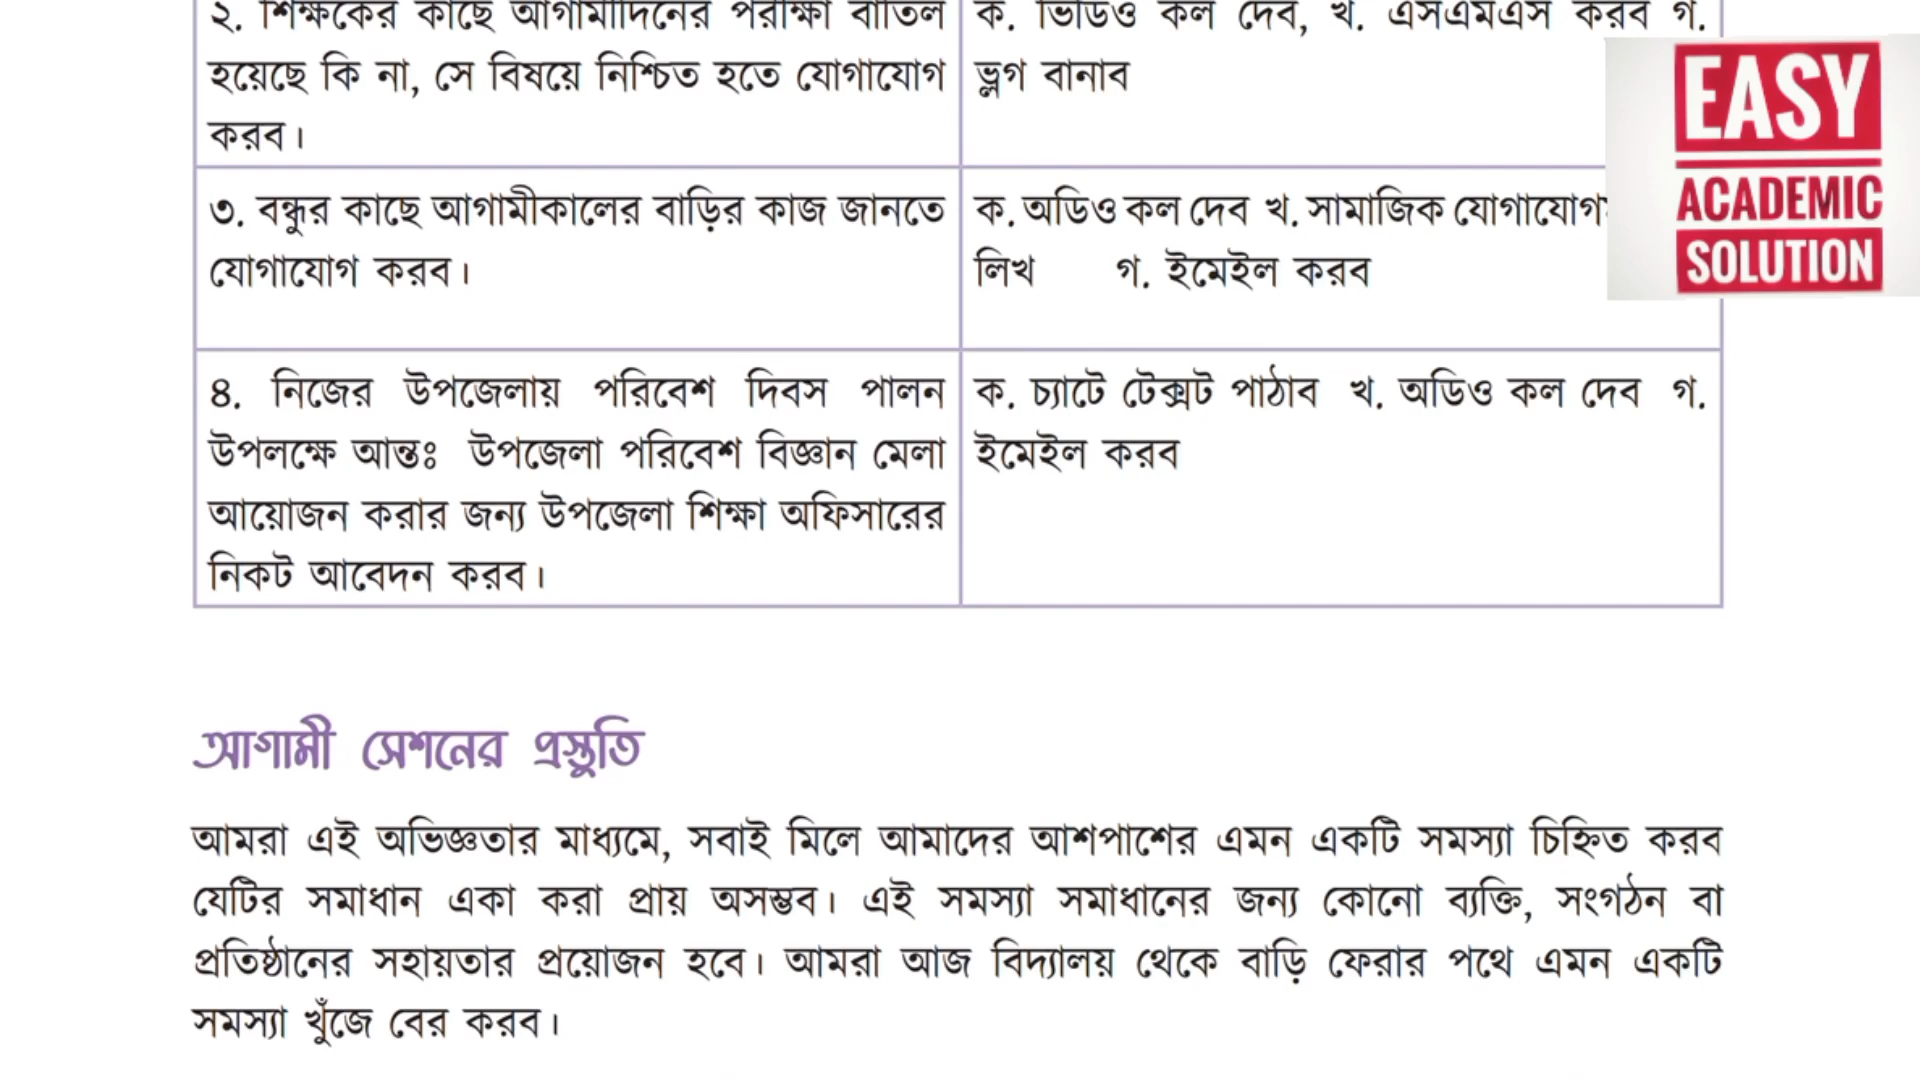 ২. শিক্ষকের কাছে আগামীদিনের পরীক্ষা বাতিল
হয়েছে কি না, সে বিষয়ে নিশ্চিত হতে যোগাযোগ
করব।
ক. ভিডিও কল দেব, খ. এসএমএস করব গ.
ভ্লগ বানাব
৩. বন্ধুর কাছে আগামীকালের বাড়ির কাজ জানতে
যোগাযোগ করব।
ক. অডিও কল দেব খ. সামাজিক যোগাযোগ
লিখ গ. ইমেইল করব
৪. নিজের উপজেলায় পরিবেশ দিবস পালন
উপলক্ষে আন্তঃ উপজেলা পরিবেশ বিজ্ঞান মেলা
আয়োজন করার জন্য উপজেলা শিক্ষা অফিসারের
নিকট আবেদন করব।
ক. চ্যাটে টেক্সট পাঠাব খ. অডিও কল দেব গ.
ইমেইল করব
EASY
ACADEMIC
SOLUTION
আগামী সেশনের প্রস্তুতি
আমরা এই অভিজ্ঞতার মাধ্যমে, সবাই মিলে আমাদের আশপাশের এমন একটি সমস্যা চিহ্নিত করব
যেটির সমাধান একা করা প্রায় অসম্ভব। এই সমস্যা সমাধানের জন্য কোনো ব্যক্তি, সংগঠন বা
প্রতিষ্ঠানের সহায়তার প্রয়োজন হবে। আমরা আজ বিদ্যালয় থেকে বাড়ি ফেরার পথে এমন একটি
সমস্যা খুঁজে বের করব।